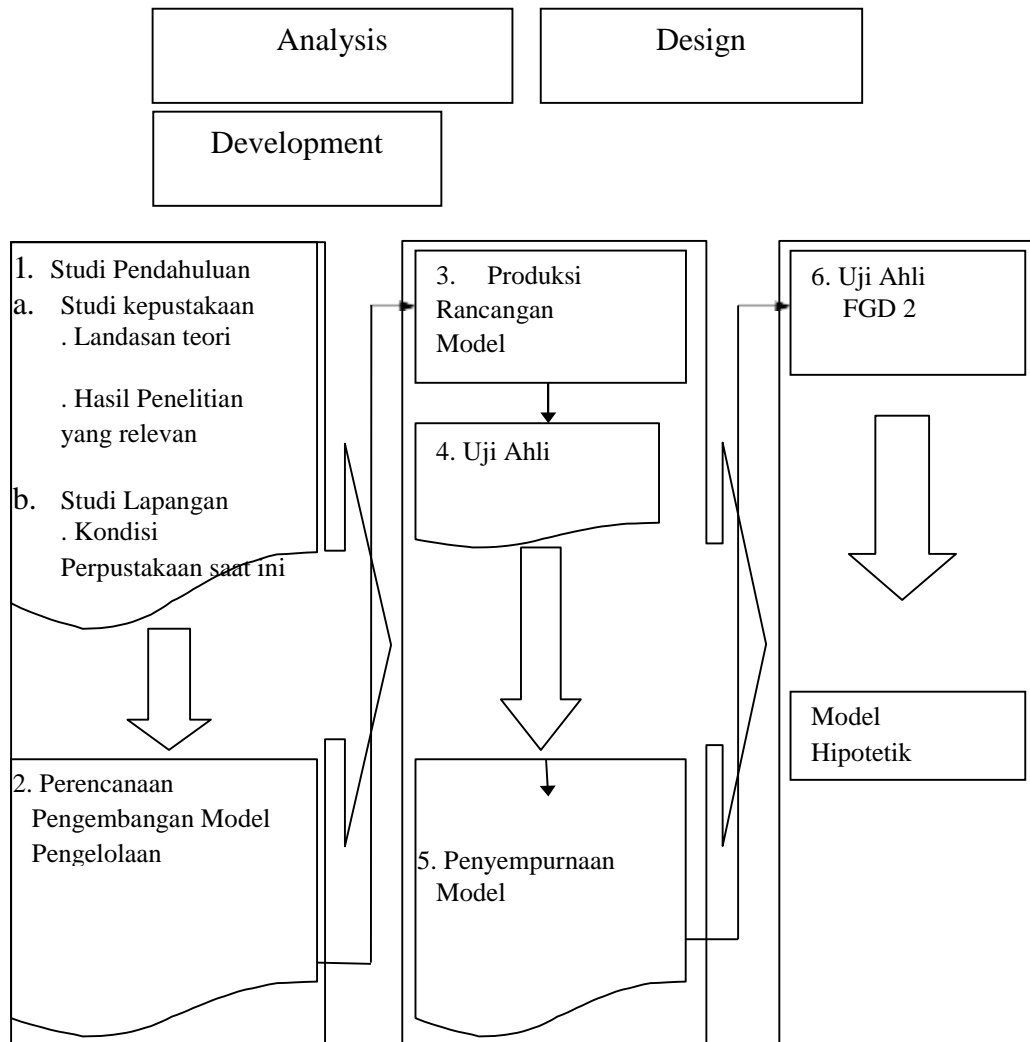 Analysis
Design
Development
1. Studi Pendahuluan
a. Studi kepustakaan
. Landasan teori
. Hasil Penelitian
yang relevan
b. Studi Lapangan
. Kondisi
Perpustakaan saat ini
2. Perencanaan
Pengembangan Model
Pengelolaan
3. Produksi
Rancangan
Model
4. Uji Ahli
5. Penyempurnaan
Model
6. Uji Ahli
FGD 2
Model
Hipotetik